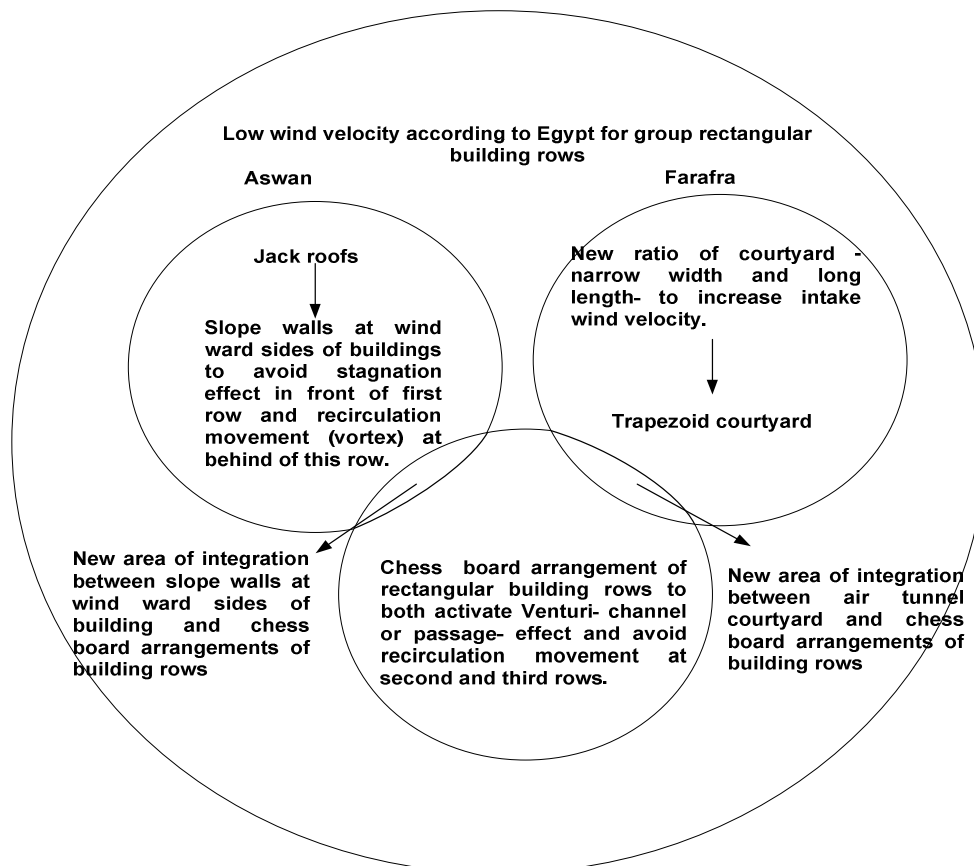 Low wind velocity according to Egypt for group rectangular
building rows
Aswan
Farafra
Jack roofs
Slope walls at wind
ward sides of buildings
to avoid stagnation
effect in front of first
row and recirculation
movement (vortex) at
behind of this row.
New ratio of courtyard -
narrow width and long
length- to increase intake
wind velocity.
Trapezoid courtyard
New area of integration
between slope walls at
wind ward sides of
building and chess
board arrangements of
building rows
Chess board arrangement of
rectangular building rows to
both activate Venturi- channel
or passage- effect and avoid
recirculation movement at
second and third rows.
New area of integration
between air tunnel
courtyard and chess
board arrangements of
building rows